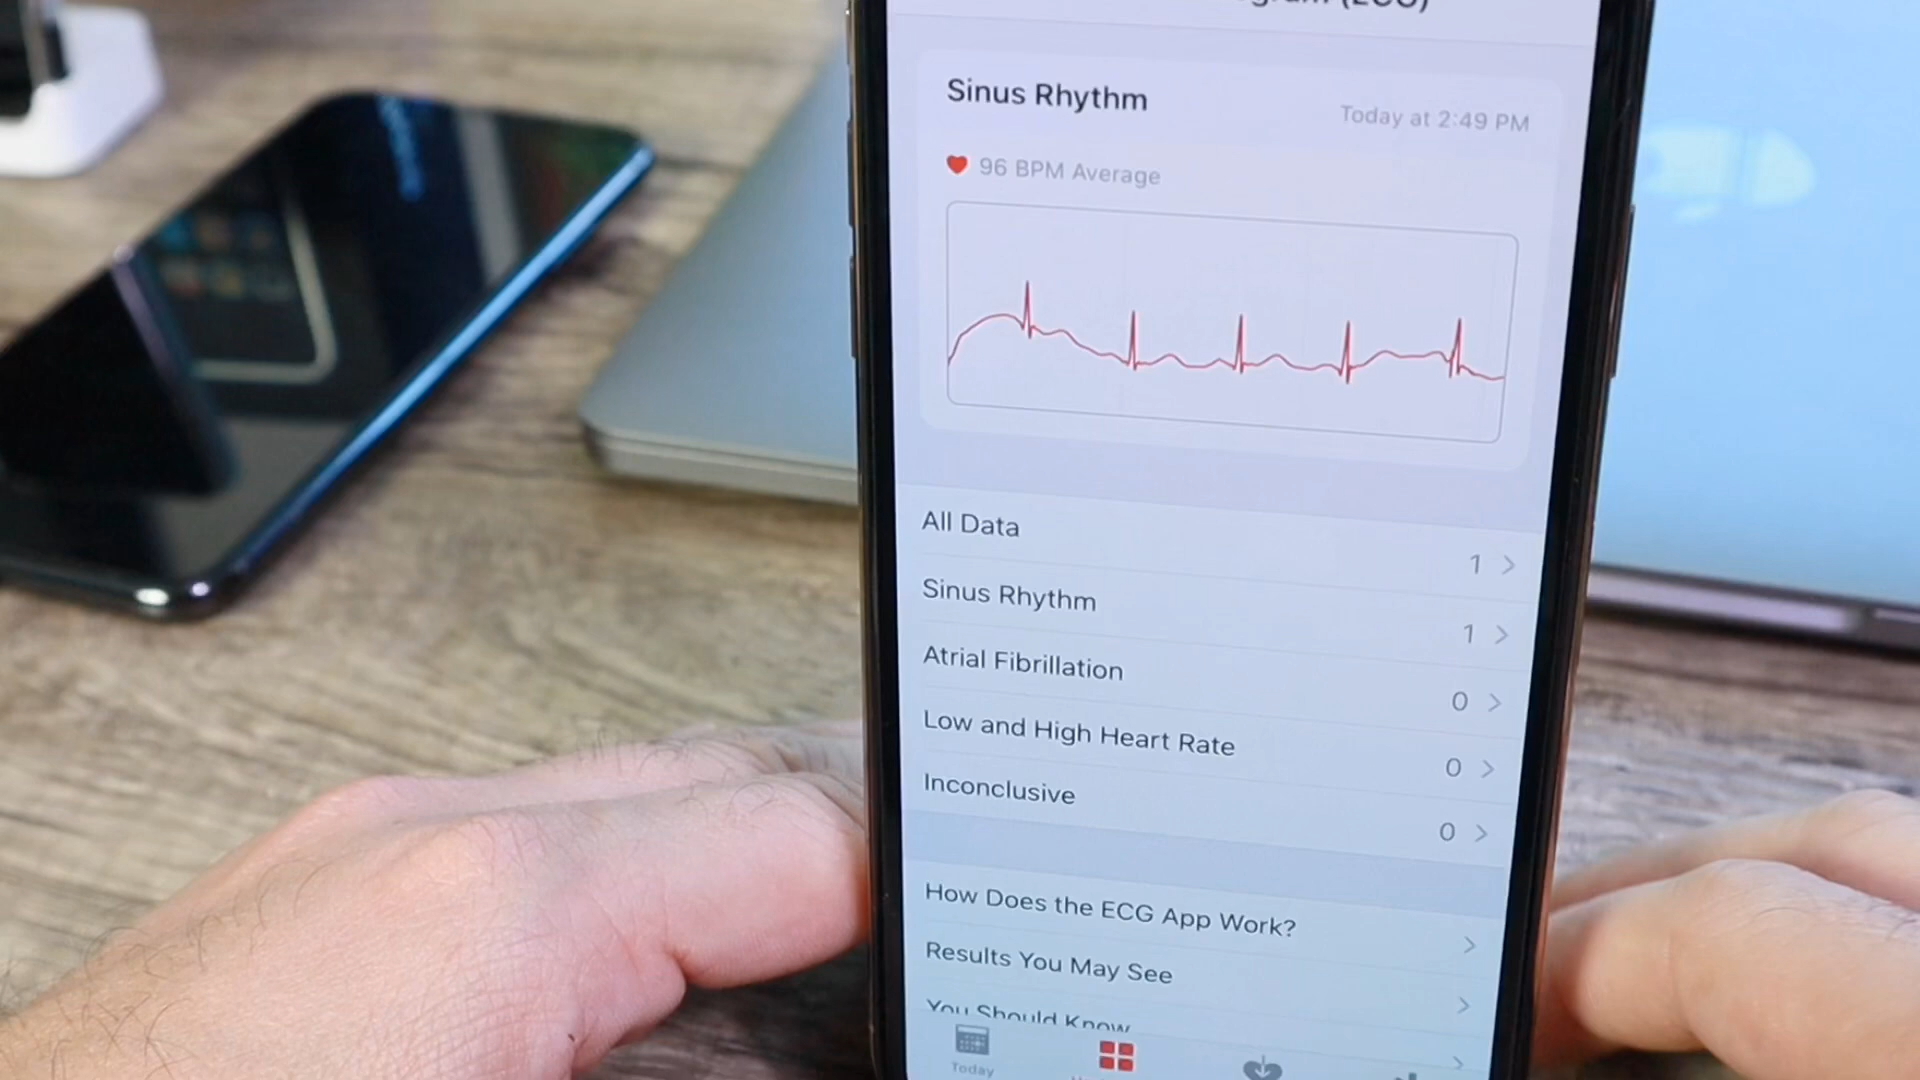 (ECG)
Sinus Rhythm
Today at 2:49 PM
96 BPM Average
All Data
1
Sinus Rhythm
1
Atrial Fibrillation
0
Low and High Heart Rate
0
Inconclusive
0
How Does the ECG App Work?
Results You May See
You Should Know
Today